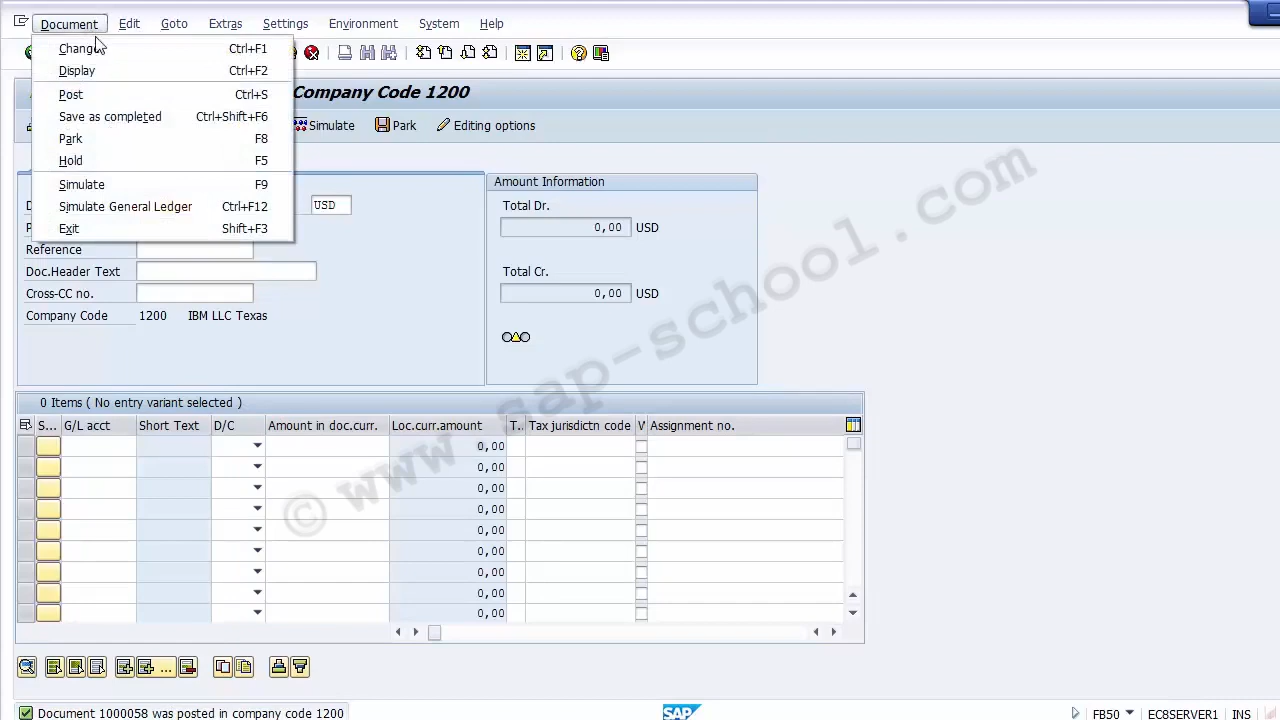 Document Edit Goto Extras Settings Environment System Help
Change Ctrl+F1
Display Ctrl+F2
Post Ctrl+S
Save as completed Ctrl+Shift+F6
Park F8
Hold F5
Simulate F9
Simulate General Ledger Ctrl+F12
Exit Shift+F3
Company Code 1200
Simulate Park Editing options
USD
Reference
Doc.Header Text
Cross-CC no.
Company Code 1200 IBM LLC Texas
Amount Information
Total Dr.
0,00 USD
Total Cr.
0,00 USD
© www.sap-school.com
0 Items ( No entry variant selected )
S... G/L acct Short Text D/C Amount in doc.curr. Loc.curr.amount T.. Tax jurisdictn code V Assignment no.
0,00
0,00
0,00
0,00
0,00
0,00
0,00
0,00
0,00
Document 1000058 was posted in company code 1200
SAP
FB50 EC8SERVER1 INS